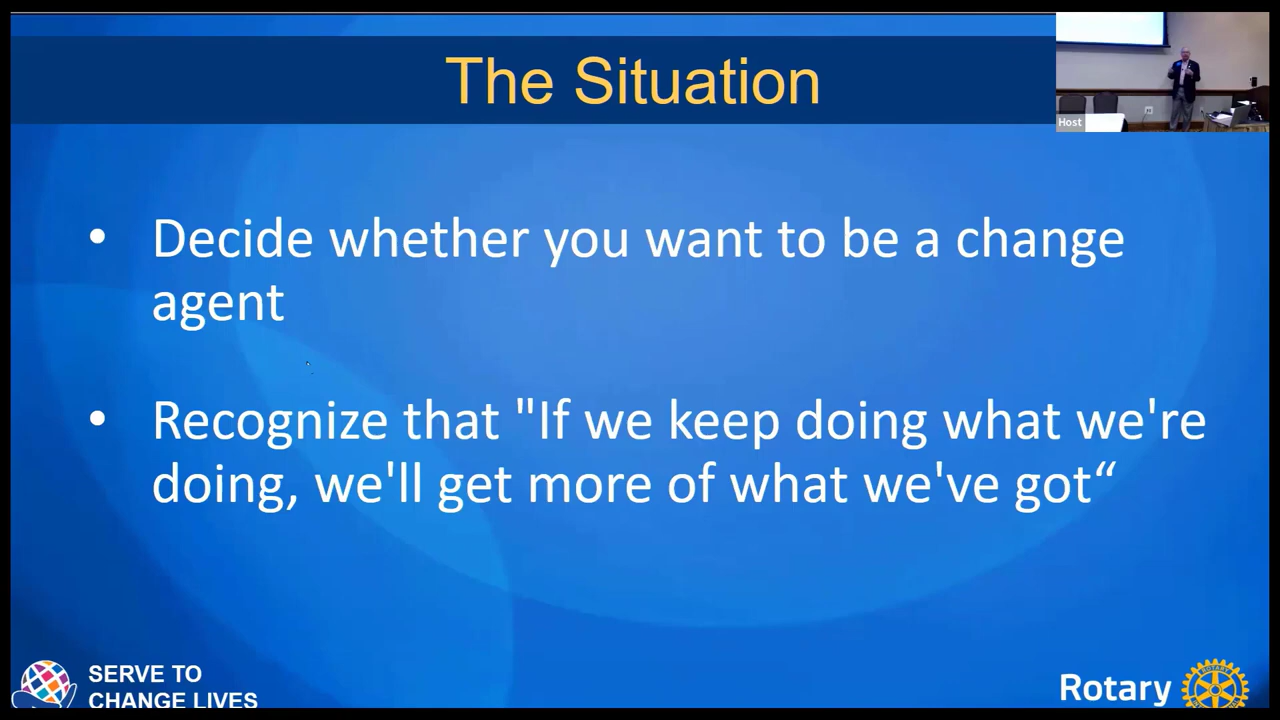 The Situation
Host
• Decide whether you want to be a change
agent
• Recognize that "If we keep doing what we're
doing, we'll get more of what we've got“
SERVE TO
CHANGE LIVES
Rotary